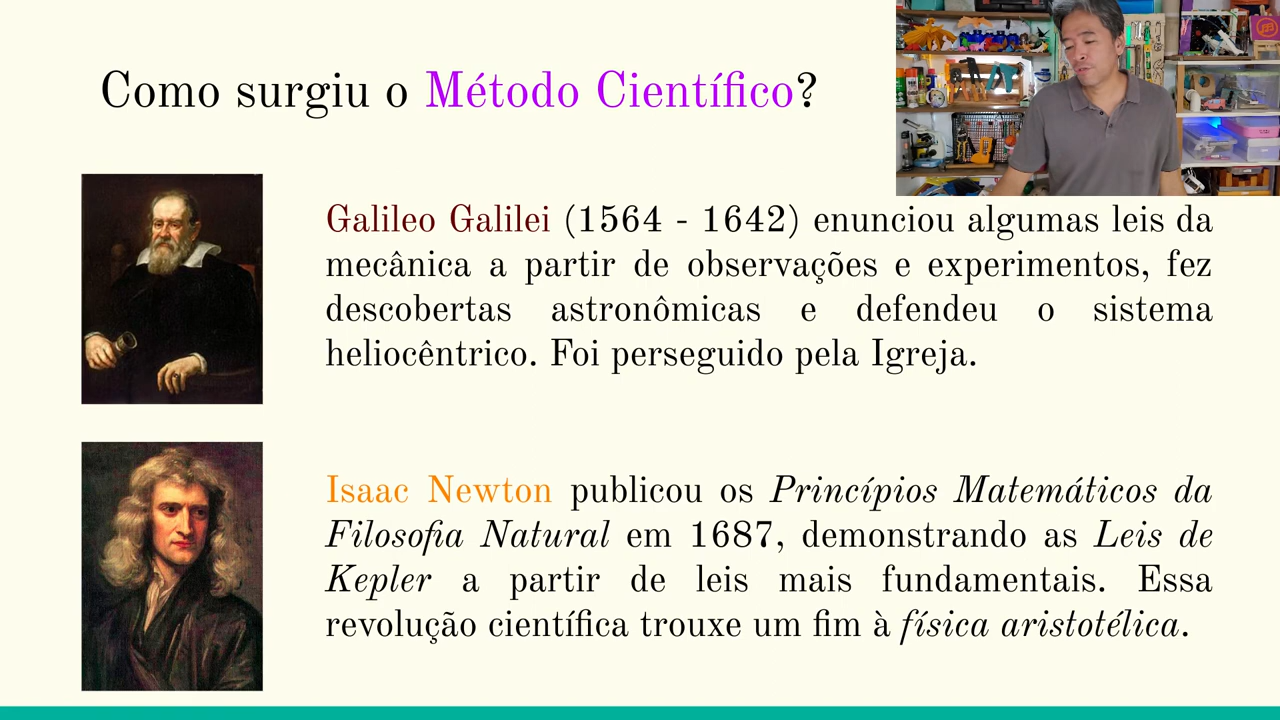 Como surgiu o Método Científico?
Galileo Galilei (1564 - 1642) enunciou algumas leis da
mecânica a partir de observações e experimentos, fez
descobertas astronômicas e defendeu o sistema
heliocêntrico. Foi perseguido pela Igreja.
Isaac Newton publicou os Princípios Matemáticos da
Filosofia Natural em 1687, demonstrando as Leis de
Kepler a partir de leis mais fundamentais. Essa
revolução científica trouxe um fim à física aristotélica.